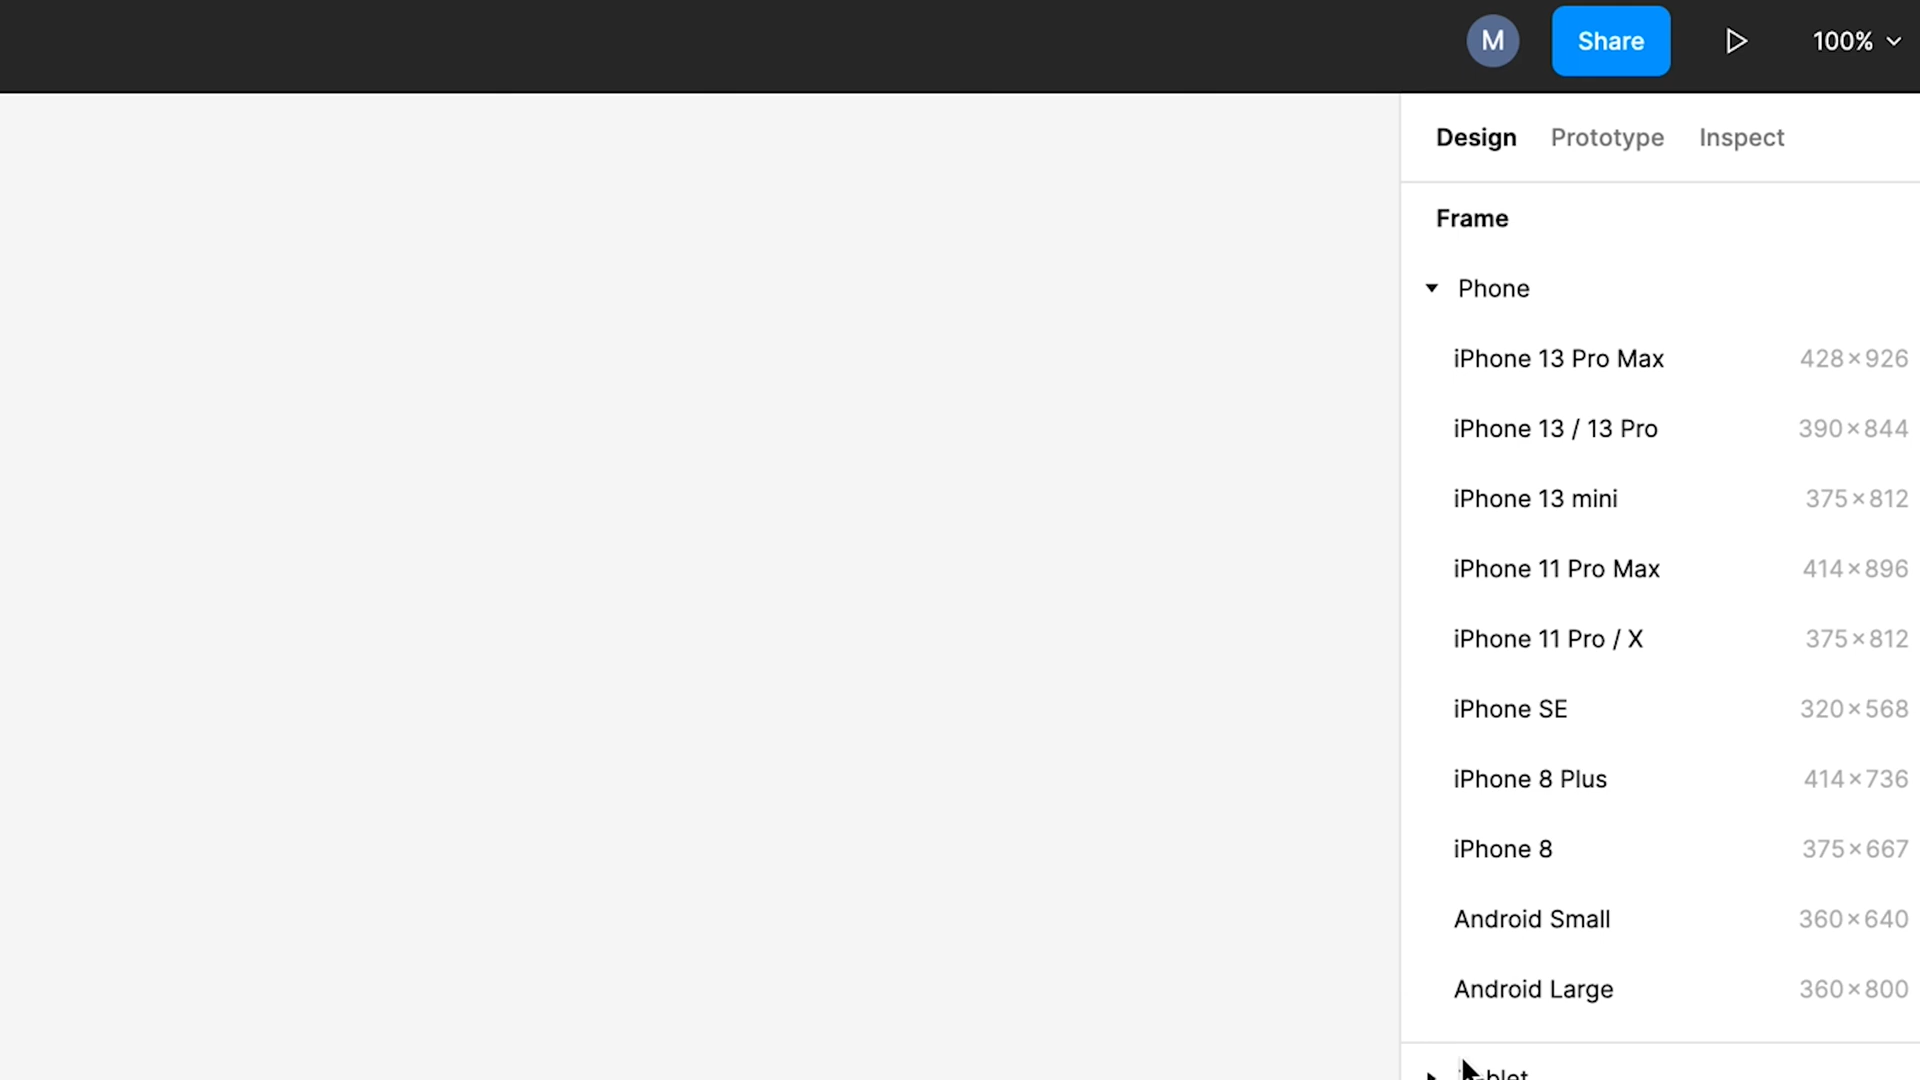 M Share 100%
Design Prototype Inspect
Frame
Phone
iPhone 13 Pro Max 428×926
iPhone 13 / 13 Pro 390×844
iPhone 13 mini 375×812
iPhone 11 Pro Max 414×896
iPhone 11 Pro / X 375×812
iPhone SE 320×568
iPhone 8 Plus 414×736
iPhone 8 375×667
Android Small 360×640
Android Large 360×800